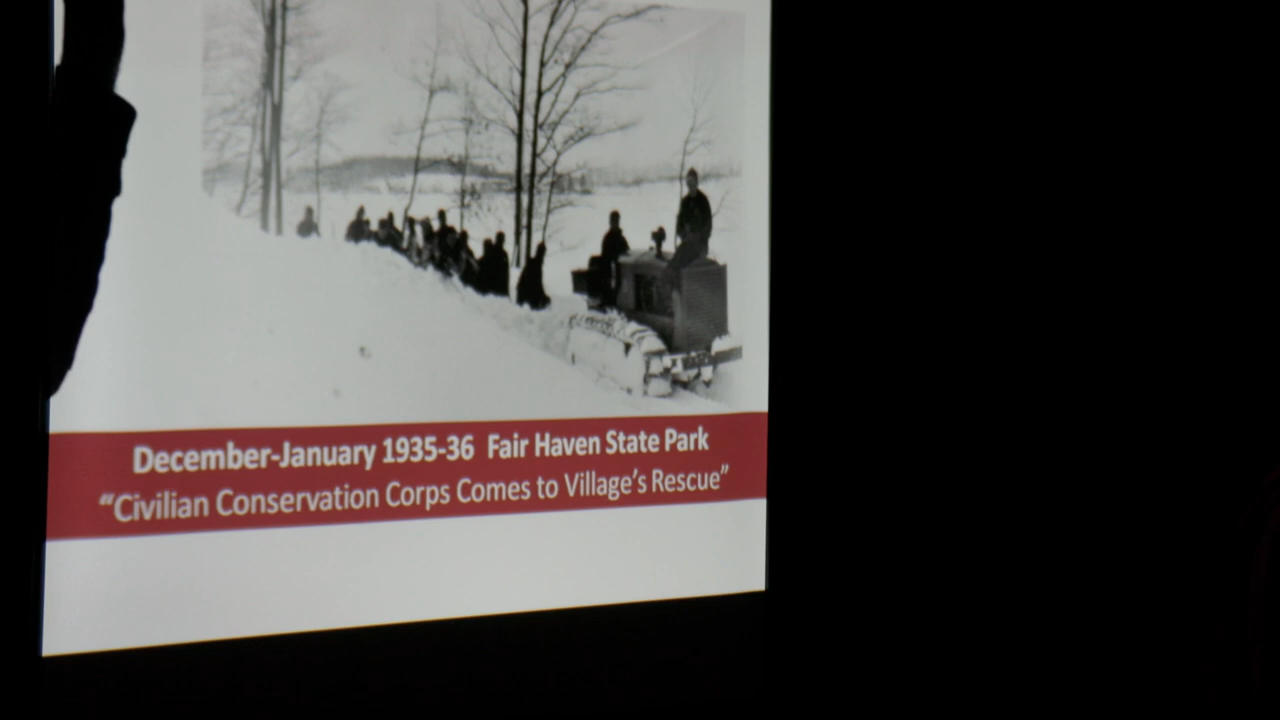 December-January 1935-36 Fair Haven State Park
“Civilian Conservation Corps Comes to Village’s Rescue”